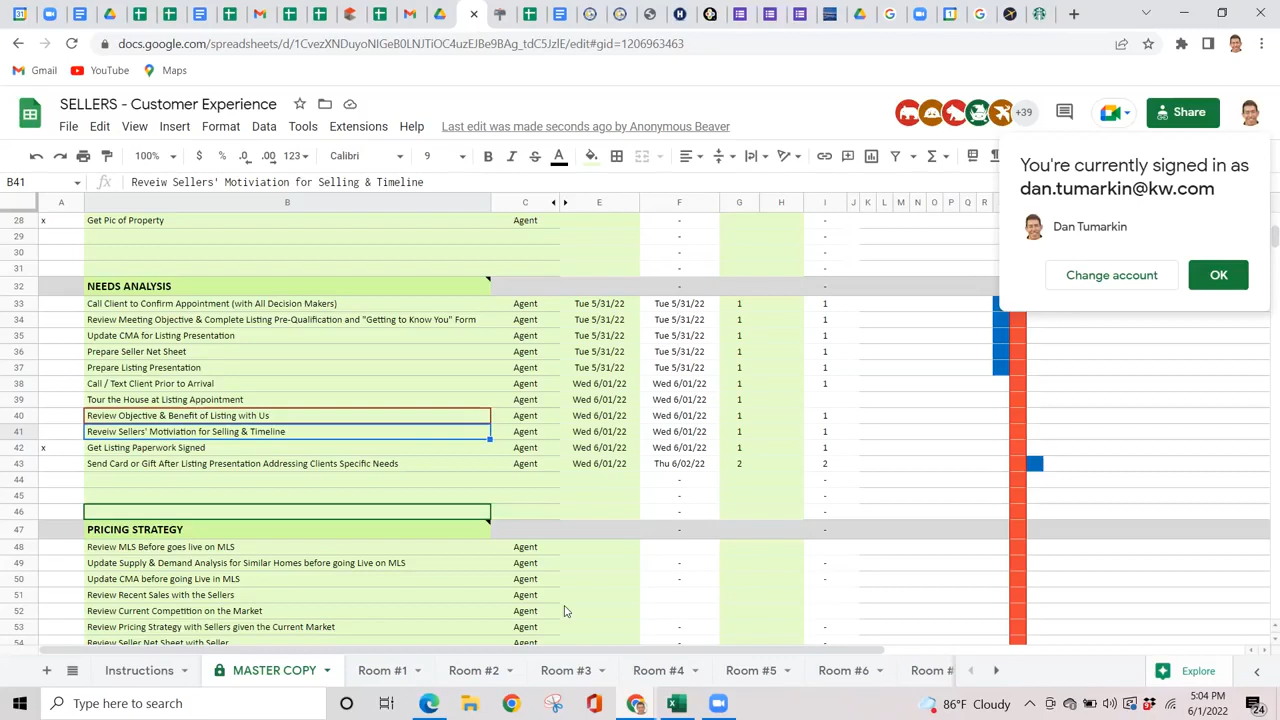 docs.google.com/spreadsheets/d/1CvezXNDuyoNIGeB0LNJTiOC4uzEJBe9BAg_tdC5JzIE/edit#gid=1206963463
Gmail YouTube Maps
SELLERS - Customer Experience
+39
Share
File Edit View Insert Format Data Tools Extensions Help Last edit was made seconds ago by Anonymous Beaver
100% $ % .0 .00 123 Calibri 9 B I S A
B41 fx Reveiw Sellers' Motiviation for Selling & Timeline
You're currently signed in as
dan.tumarkin@kw.com
Dan Tumarkin
Change account OK
A B C E F G H I J K L M N O P Q R
28 x Get Pic of Property Agent -
29 -
30 -
31 -
32 NEEDS ANALYSIS - -
33 Call Client to Confirm Appointment (with All Decision Makers) Agent Tue 5/31/22 Tue 5/31/22 1 1
34 Review Meeting Objective & Complete Listing Pre-Qualification and "Getting to Know You" Form Agent Tue 5/31/22 Tue 5/31/22 1 1
35 Update CMA for Listing Presentation Agent Tue 5/31/22 Tue 5/31/22 1 1
36 Prepare Seller Net Sheet Agent Tue 5/31/22 Tue 5/31/22 1 1
37 Prepare Listing Presentation Agent Tue 5/31/22 Tue 5/31/22 1 1
38 Call / Text Client Prior to Arrival Agent Wed 6/01/22 Wed 6/01/22 1 1
39 Tour the House at Listing Appointment Agent Wed 6/01/22 Wed 6/01/22 1
40 Review Objective & Benefit of Listing with Us Agent Wed 6/01/22 Wed 6/01/22 1 1
41 Reveiw Sellers' Motiviation for Selling & Timeline Agent Wed 6/01/22 Wed 6/01/22 1 1
42 x Get Listing Paperwork Signed Agent Wed 6/01/22 Wed 6/01/22 1 1
43 Send Card or Gift After Listing Presentation Addressing Clients Specific Needs Agent Wed 6/01/22 Thu 6/02/22 2 2
44 - -
45 - -
46 - -
47 PRICING STRATEGY - -
48 Review MLS Before goes live on MLS Agent - -
49 Update Supply & Demand Analysis for Similar Homes before going Live on MLS Agent - -
50 Update CMA before going Live in MLS Agent - -
51 Review Recent Sales with the Sellers Agent
52 Review Current Competition on the Market Agent
53 Review Pricing Strategy with Sellers given the Current Market Agent - -
54 Review Seller Net Sheet with Seller Agent - -
Instructions MASTER COPY Room #1 Room #2 Room #3 Room #4 Room #5 Room #6 Room # Explore
Type here to search
86°F Cloudy
5:04 PM
6/1/2022
24